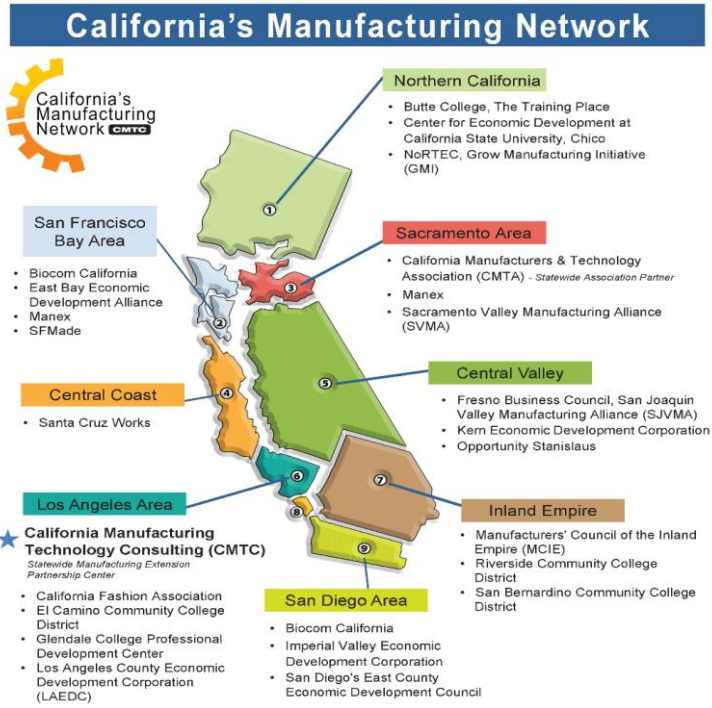 California's Manufacturing Network
California's
Manufacturing
Network CMTC
Northern California
• Butte College, The Training Place
• Center for Economic Development at
California State University, Chico
• NoRTEC, Grow Manufacturing Initiative
(GMI)
1
San Francisco
Bay Area
• Biocom California
• East Bay Economic
Development Alliance
• Manex
• SFMade
2
Sacramento Area
• California Manufacturers & Technology
Association (CMTA) - Statewide Association Partner
• Manex
• Sacramento Valley Manufacturing Alliance
(SVMA)
3
Central Coast
• Santa Cruz Works
4
Central Valley
• Fresno Business Council, San Joaquin
Valley Manufacturing Alliance (SJVMA)
• Kern Economic Development Corporation
• Opportunity Stanislaus
5
Los Angeles Area
California Manufacturing
Technology Consulting (CMTC)
Statewide Manufacturing Extension
Partnership Center
• California Fashion Association
• El Camino Community College
District
• Glendale College Professional
Development Center
• Los Angeles County Economic
Development Corporation
(LAEDC)
6
7
8
9
Inland Empire
• Manufacturers' Council of the Inland
Empire (MCIE)
• Riverside Community College
District
• San Bernardino Community College
District
San Diego Area
• Biocom California
• Imperial Valley Economic
Development Corporation
• San Diego's East County
Economic Development Council